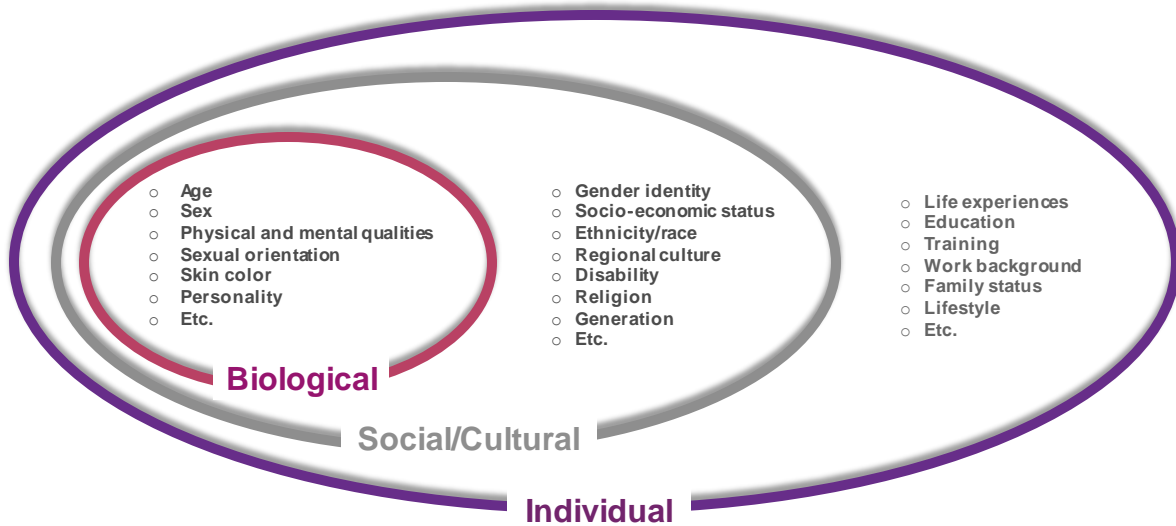 ○ Age
○ Sex
○ Physical and mental qualities
○ Sexual orientation
○ Skin color
○ Personality
○ Etc.
Biological
○ Gender identity
○ Socio-economic status
○ Ethnicity/race
○ Regional culture
○ Disability
○ Religion
○ Generation
○ Etc.
Social/Cultural
○ Life experiences
○ Education
○ Training
○ Work background
○ Family status
○ Lifestyle
○ Etc.
Individual